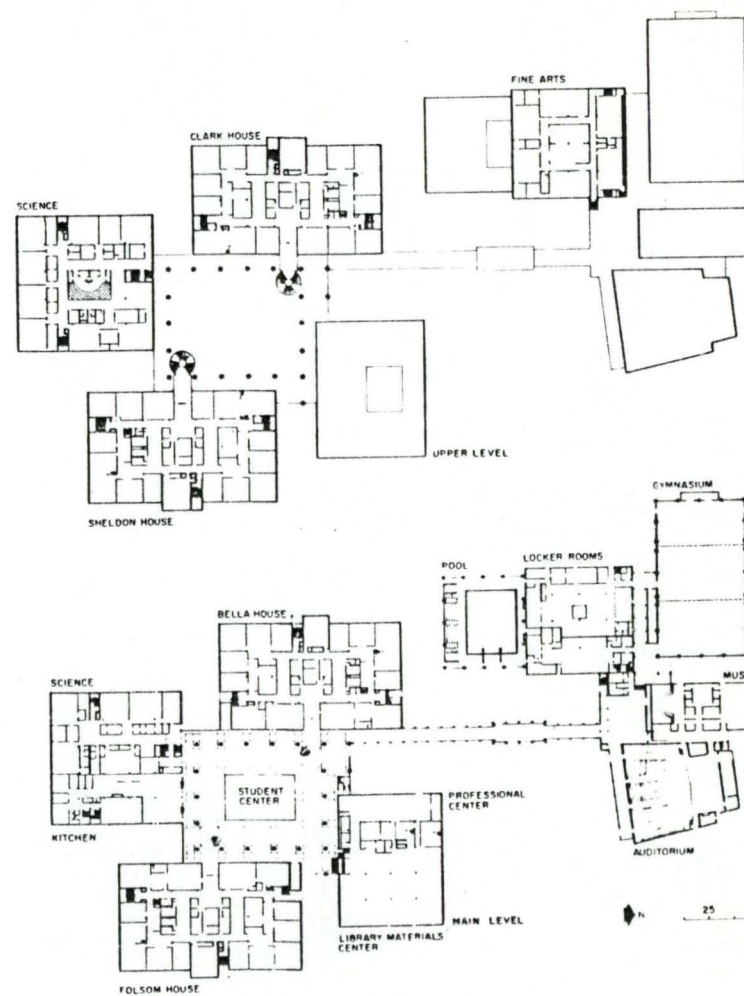 FINE ARTS
CLARK HOUSE
SCIENCE
UPPER LEVEL
SHELDON HOUSE
GYMNASIUM
LOCKER ROOMS
POOL
BELLA HOUSE
SCIENCE
MUS
STUDENT
CENTER
PROFESSIONAL
CENTER
KITCHEN
AUDITORIUM
MAIN LEVEL
LIBRARY MATERIALS
CENTER
N
25
FOLSOM HOUSE